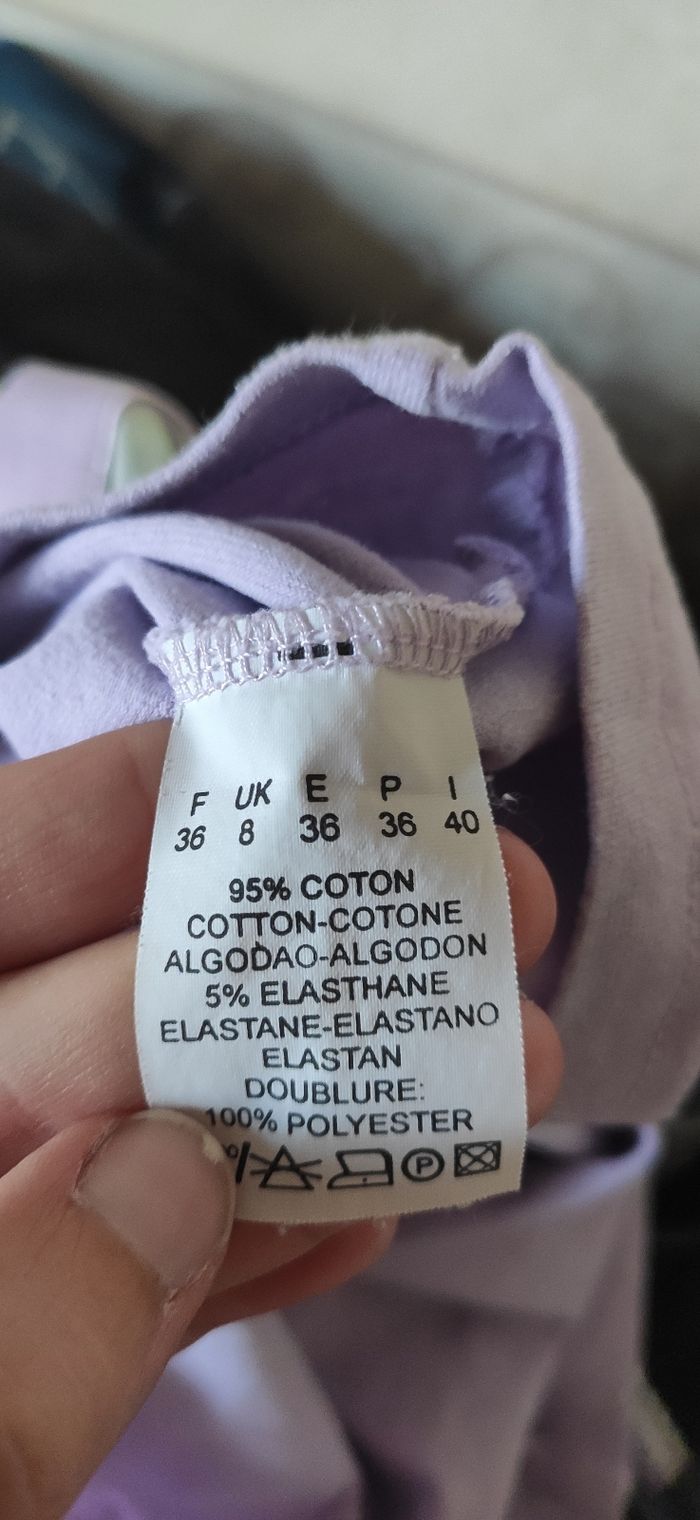 F UK E P I
36 8 36 36 40
95% COTON
COTTON-COTONE
ALGODAO-ALGODON
5% ELASTHANE
ELASTANE-ELASTANO
ELASTAN
DOUBLURE:
100% POLYESTER
P